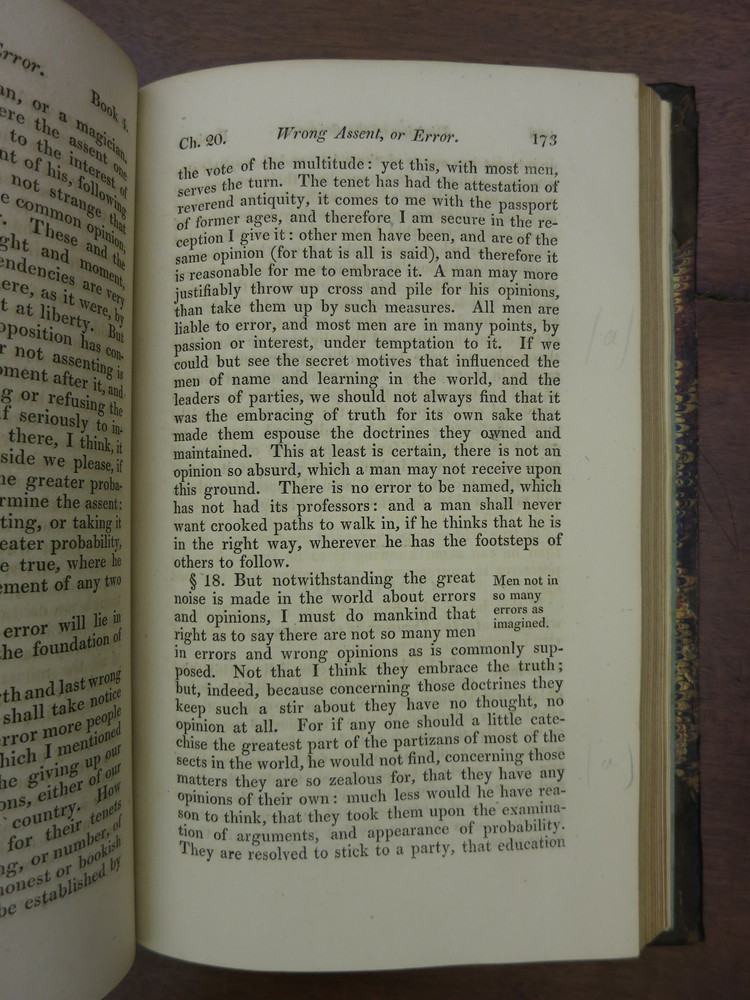 Error.
Book 4.
an, or a magician,
ere the assent one
to the interest of
nt of his, following
not strange that
e common opinion,
r. These and the
ght and moment,
endencies are very
ere, as it were, by
t at liberty. But
oposition has con-
r not assenting is
oment after it, and
g or refusing the
f seriously to in-
there, I think, it
side we please, if
he greater proba-
rmine the assent:
ting, or taking it
eater probability,
e true, where he
ement of any two
error will lie in
the foundation of
rth and last wrong
shall take notice
rror more people
hich I mentioned
he giving up our
ons, either of our
country. How
for their tenets
ng, or number, of
honest or bookish
be established by
Ch. 20. Wrong Assent, or Error. 173
the vote of the multitude: yet this, with most men,
serves the turn. The tenet has had the attestation of
reverend antiquity, it comes to me with the passport
of former ages, and therefore I am secure in the re-
ception I give it: other men have been, and are of the
same opinion (for that is all is said), and therefore it
is reasonable for me to embrace it. A man may more
justifiably throw up cross and pile for his opinions,
than take them up by such measures. All men are
liable to error, and most men are in many points, by
passion or interest, under temptation to it. If we
could but see the secret motives that influenced the
men of name and learning in the world, and the
leaders of parties, we should not always find that it
was the embracing of truth for its own sake that
made them espouse the doctrines they owned and
maintained. This at least is certain, there is not an
opinion so absurd, which a man may not receive upon
this ground. There is no error to be named, which
has not had its professors: and a man shall never
want crooked paths to walk in, if he thinks that he is
in the right way, wherever he has the footsteps of
others to follow.
§ 18. But notwithstanding the great
noise is made in the world about errors
and opinions, I must do mankind that
right as to say there are not so many men
Men not in
so many
errors as
imagined.
in errors and wrong opinions as is commonly sup-
posed. Not that I think they embrace the truth;
but, indeed, because concerning those doctrines they
keep such a stir about they have no thought, no
opinion at all. For if any one should a little cate-
chise the greatest part of the partizans of most of the
sects in the world, he would not find, concerning those
matters they are so zealous for, that they have any
opinions of their own: much less would he have rea-
son to think, that they took them upon the examina-
tion of arguments, and appearance of probability.
They are resolved to stick to a party, that education
(a)
(a)